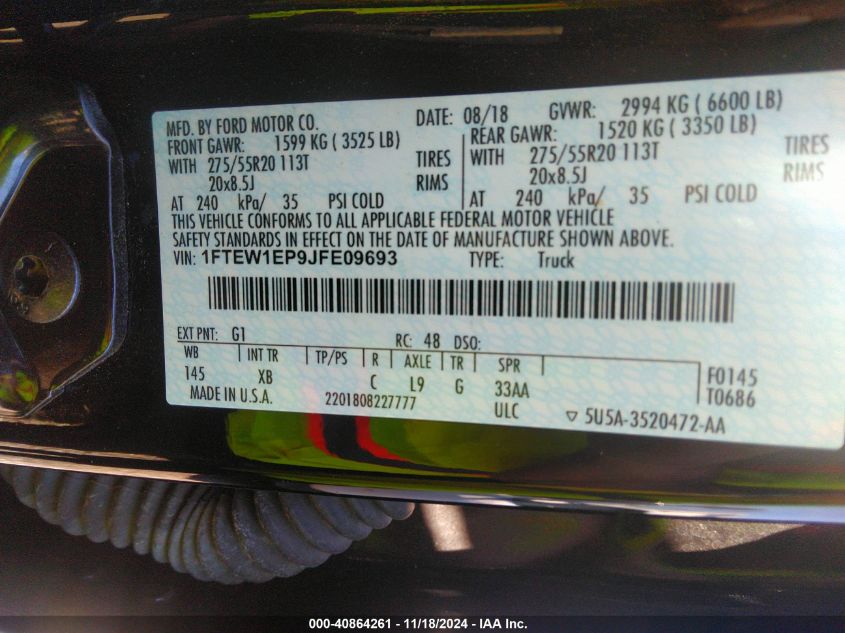 MFD. BY FORD MOTOR CO. DATE: 08/18 GVWR: 2994 KG ( 6600 LB)
FRONT GAWR: 1599 KG ( 3525 LB) REAR GAWR: 1520 KG ( 3350 LB)
WITH 275/55R20 113T TIRES WITH 275/55R20 113T TIRES
20x8.5J RIMS 20x8.5J RIMS
AT 240 kPa/ 35 PSI COLD AT 240 kPa/ 35 PSI COLD
THIS VEHICLE CONFORMS TO ALL APPLICABLE FEDERAL MOTOR VEHICLE
SAFETY STANDARDS IN EFFECT ON THE DATE OF MANUFACTURE SHOWN ABOVE.
VIN: 1FTEW1EP9JFE09693 TYPE: Truck
EXT PNT: G1 RC: 48 DSO:
WB INT TR TP/PS R AXLE TR SPR
145 XB C L9 G 33AA F0145
MADE IN U.S.A. 2201808227777 ULC T0686
5U5A-3520472-AA
000-40864261 - 11/18/2024 - IAA Inc.